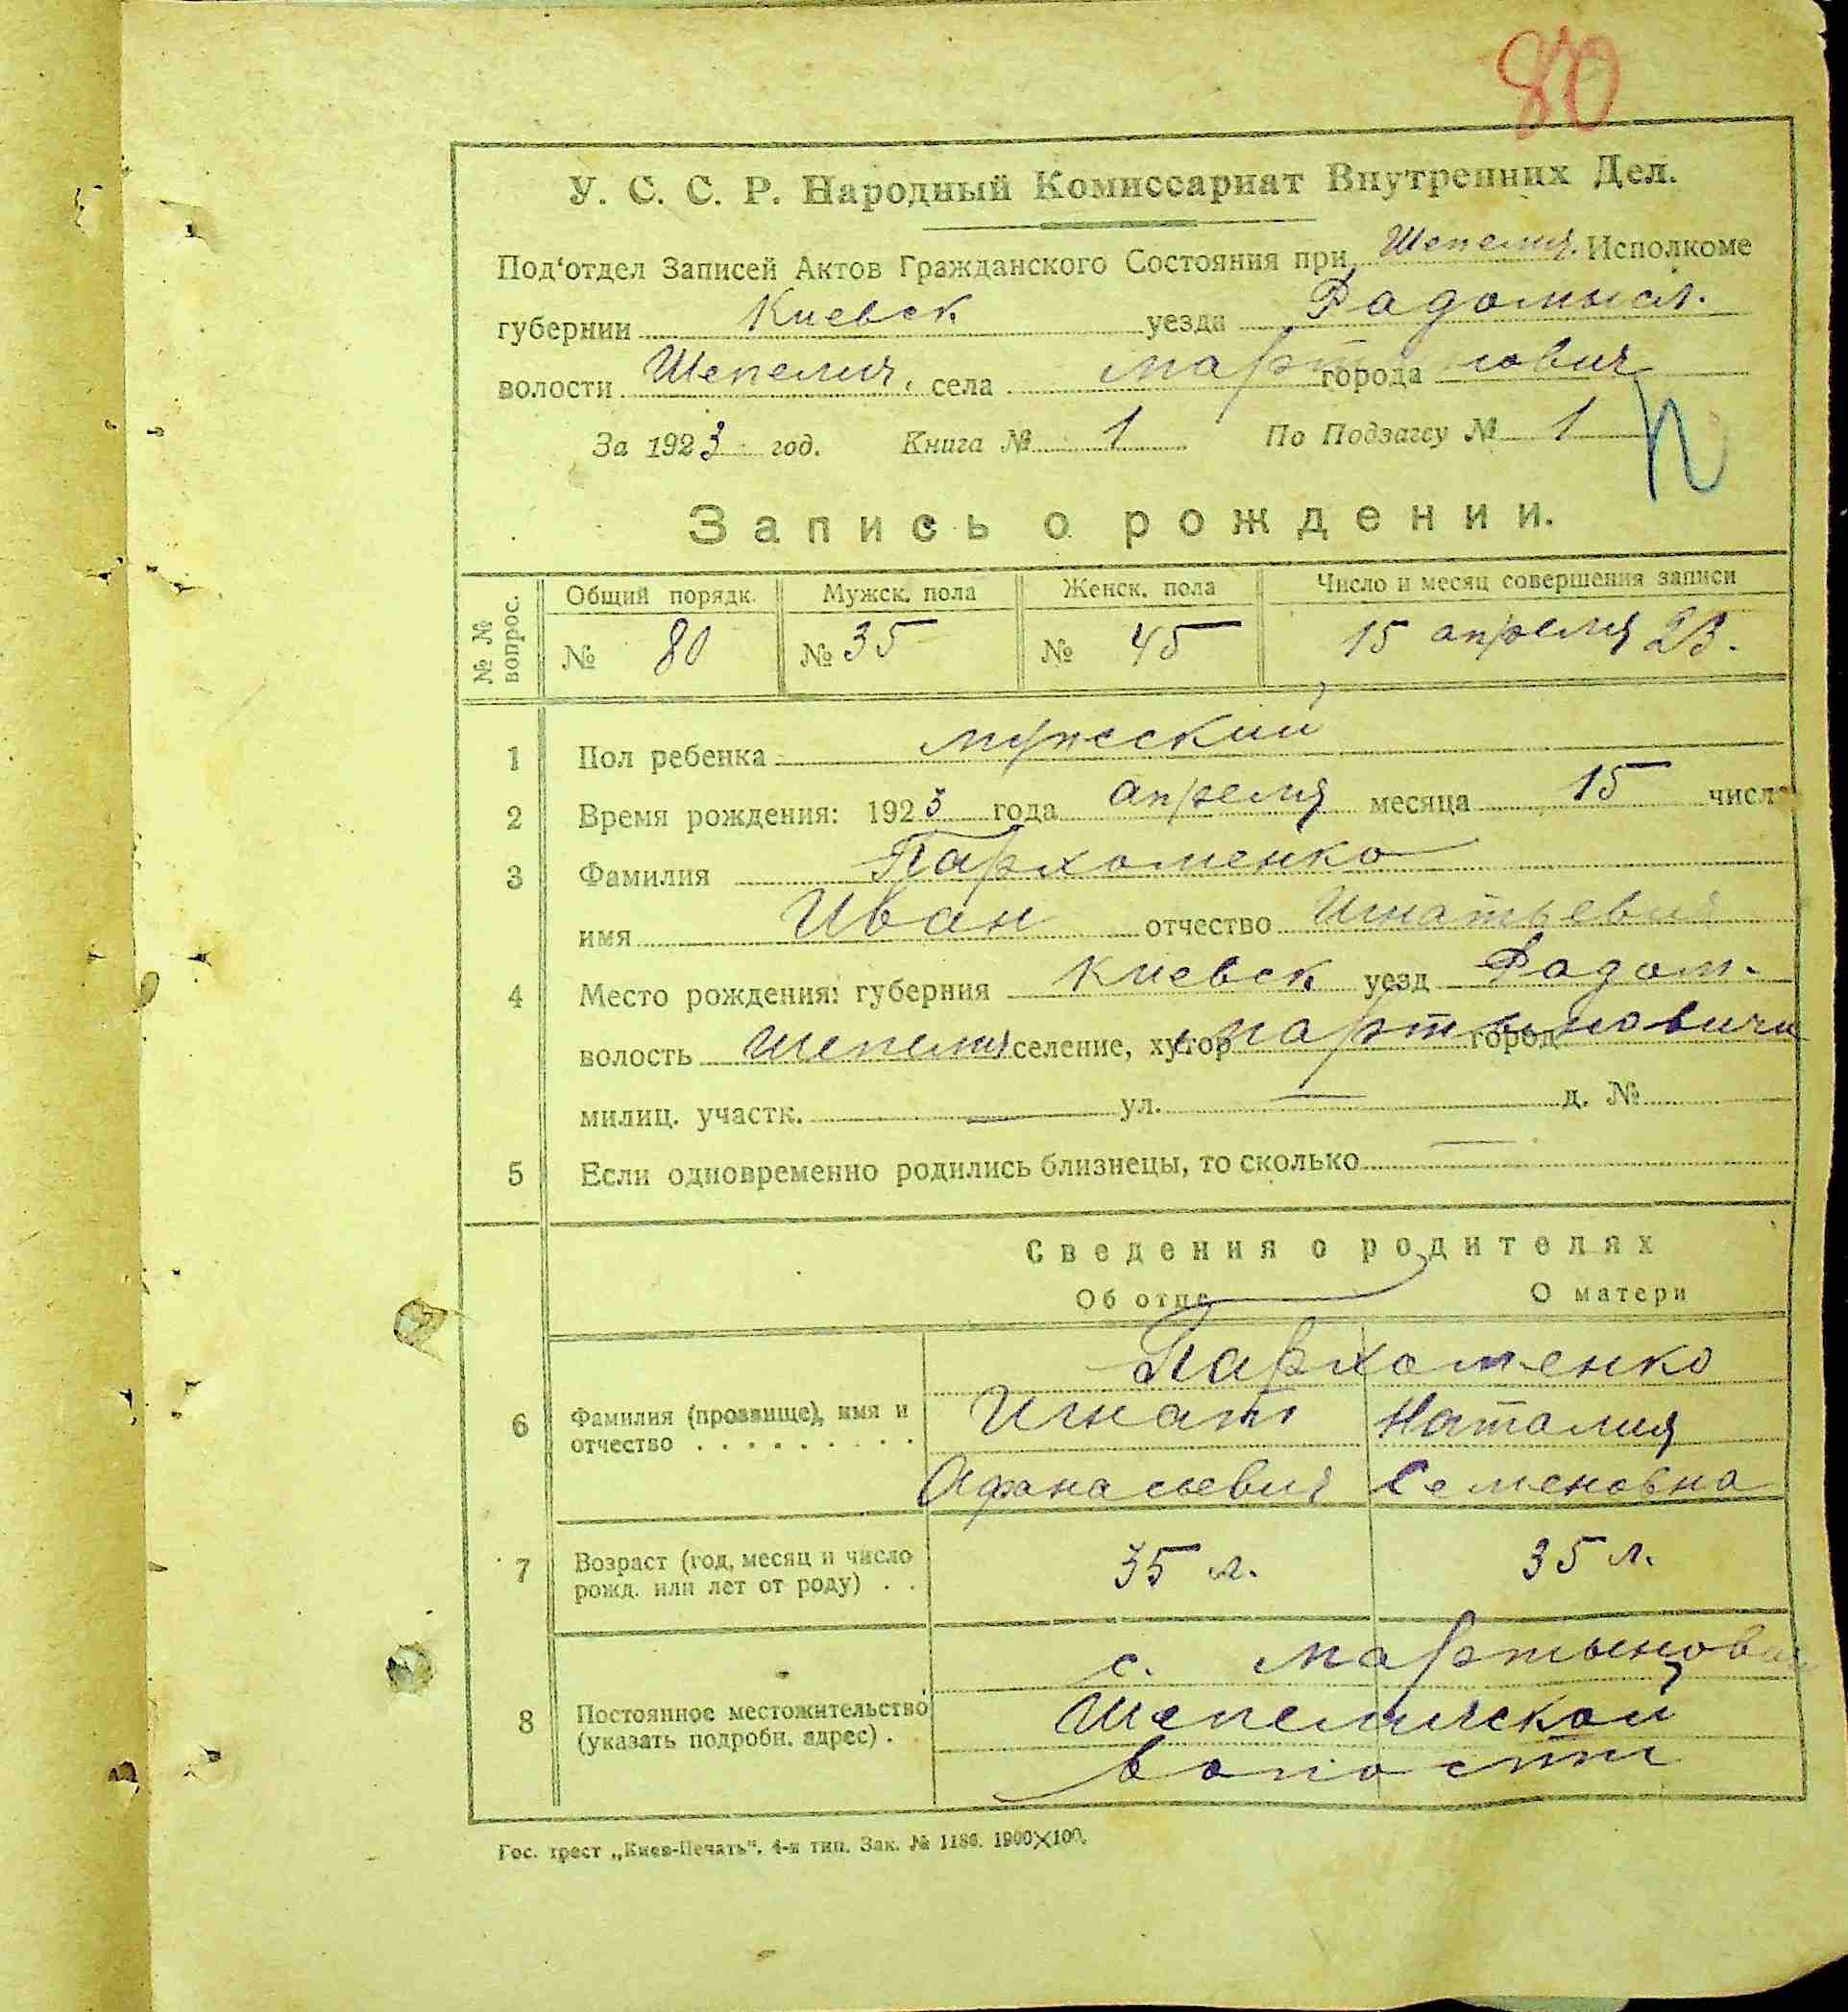 80
У. С. С. Р. Народный Комиссариат Внутренних Дел.
Под'отдел Записей Актов Гражданского Состояния при Шепелич. Исполкоме
губернии Киевск. уезда Радомысл.
волости Шепелич. села города Мартынович
За 1923 год. Книга № 1 По Подзагсу № 1
Запись о рождении.
№ № вопрос. Общий порядк. Мужск. пола Женск. пола Число и месяц совершения записи
№ 80 № 35 № 45 15 апреля 23.
1 Пол ребенка мужский
2 Время рождения: 1923 года апреля месяца 15 числа
3 Фамилия Пархоменко
имя Иван отчество Игнатьевич
4 Место рождения: губерния Киевск. уезд Радом.
волость Шепелич селение, хутор город Мартыновичи
милиц. участк. — ул. — д. №
5 Если одновременно родились близнецы, то сколько —
Сведения о родителях
Об отце О матери
Пархоменко
6 Фамилия (прозвище), имя и Игнат Наталия
отчество . . . . . . . . . Афанасьевич Семеновна
7 Возраст (год, месяц и число 35 л. 35 л.
рожд. или лет от роду) . .
с. Мартынович
8 Постоянное местожительство Шепеличской
(указать подробн. адрес) . волости
Гос. трест „Киев-Печать". 4-я тип. Зак. № 1186. 1900×100.